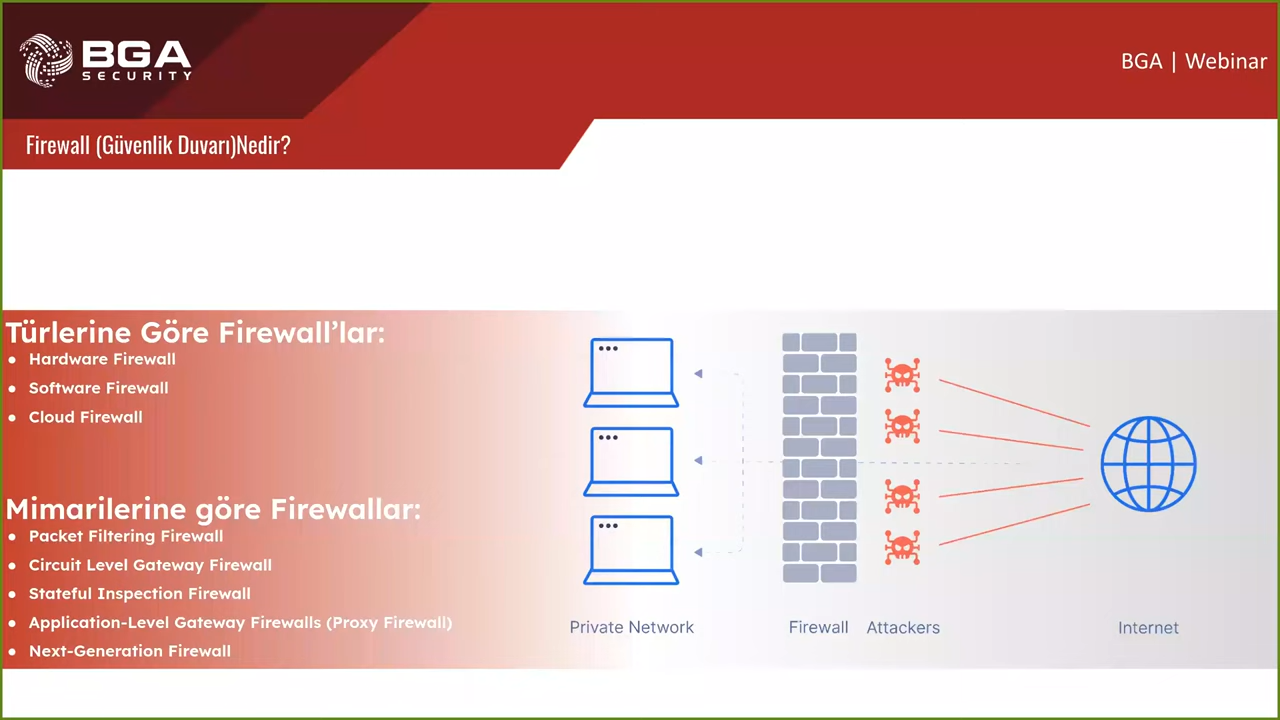 BGA
SECURITY
BGA | Webinar
Firewall (Güvenlik Duvarı)Nedir?
Türlerine Göre Firewall’lar:
● Hardware Firewall
● Software Firewall
● Cloud Firewall
Mimarilerine göre Firewallar:
● Packet Filtering Firewall
● Circuit Level Gateway Firewall
● Stateful Inspection Firewall
● Application-Level Gateway Firewalls (Proxy Firewall)
● Next-Generation Firewall
Private Network
Firewall
Attackers
Internet